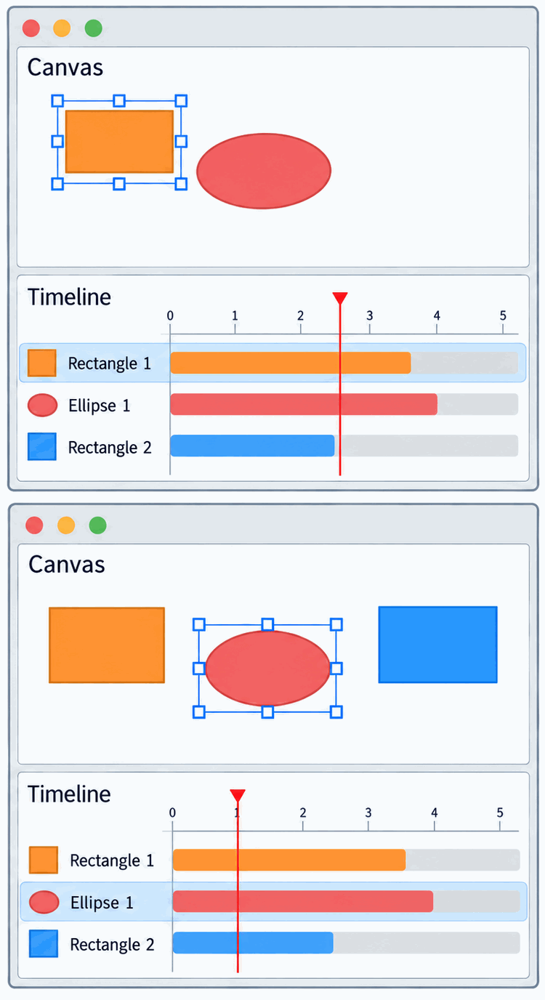 Canvas
Timeline
0 1 2 3 4 5
Rectangle 1
Ellipse 1
Rectangle 2
Canvas
Timeline
0 1 2 3 4 5
Rectangle 1
Ellipse 1
Rectangle 2